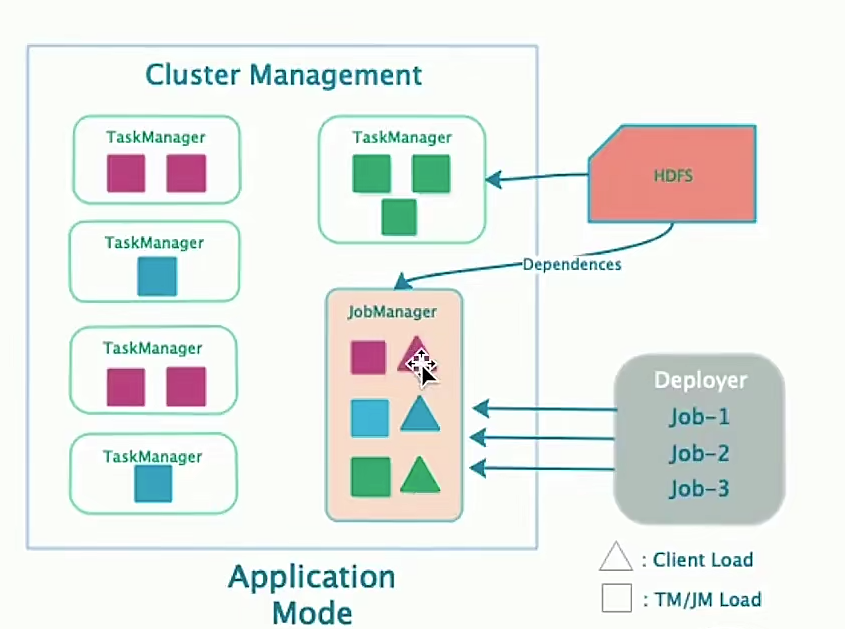 Cluster Management
TaskManager
TaskManager
HDFS
TaskManager
Dependences
JobManager
TaskManager
Deployer
Job-1
Job-2
TaskManager
Job-3
Application
Mode
: Client Load
: TM/JM Load